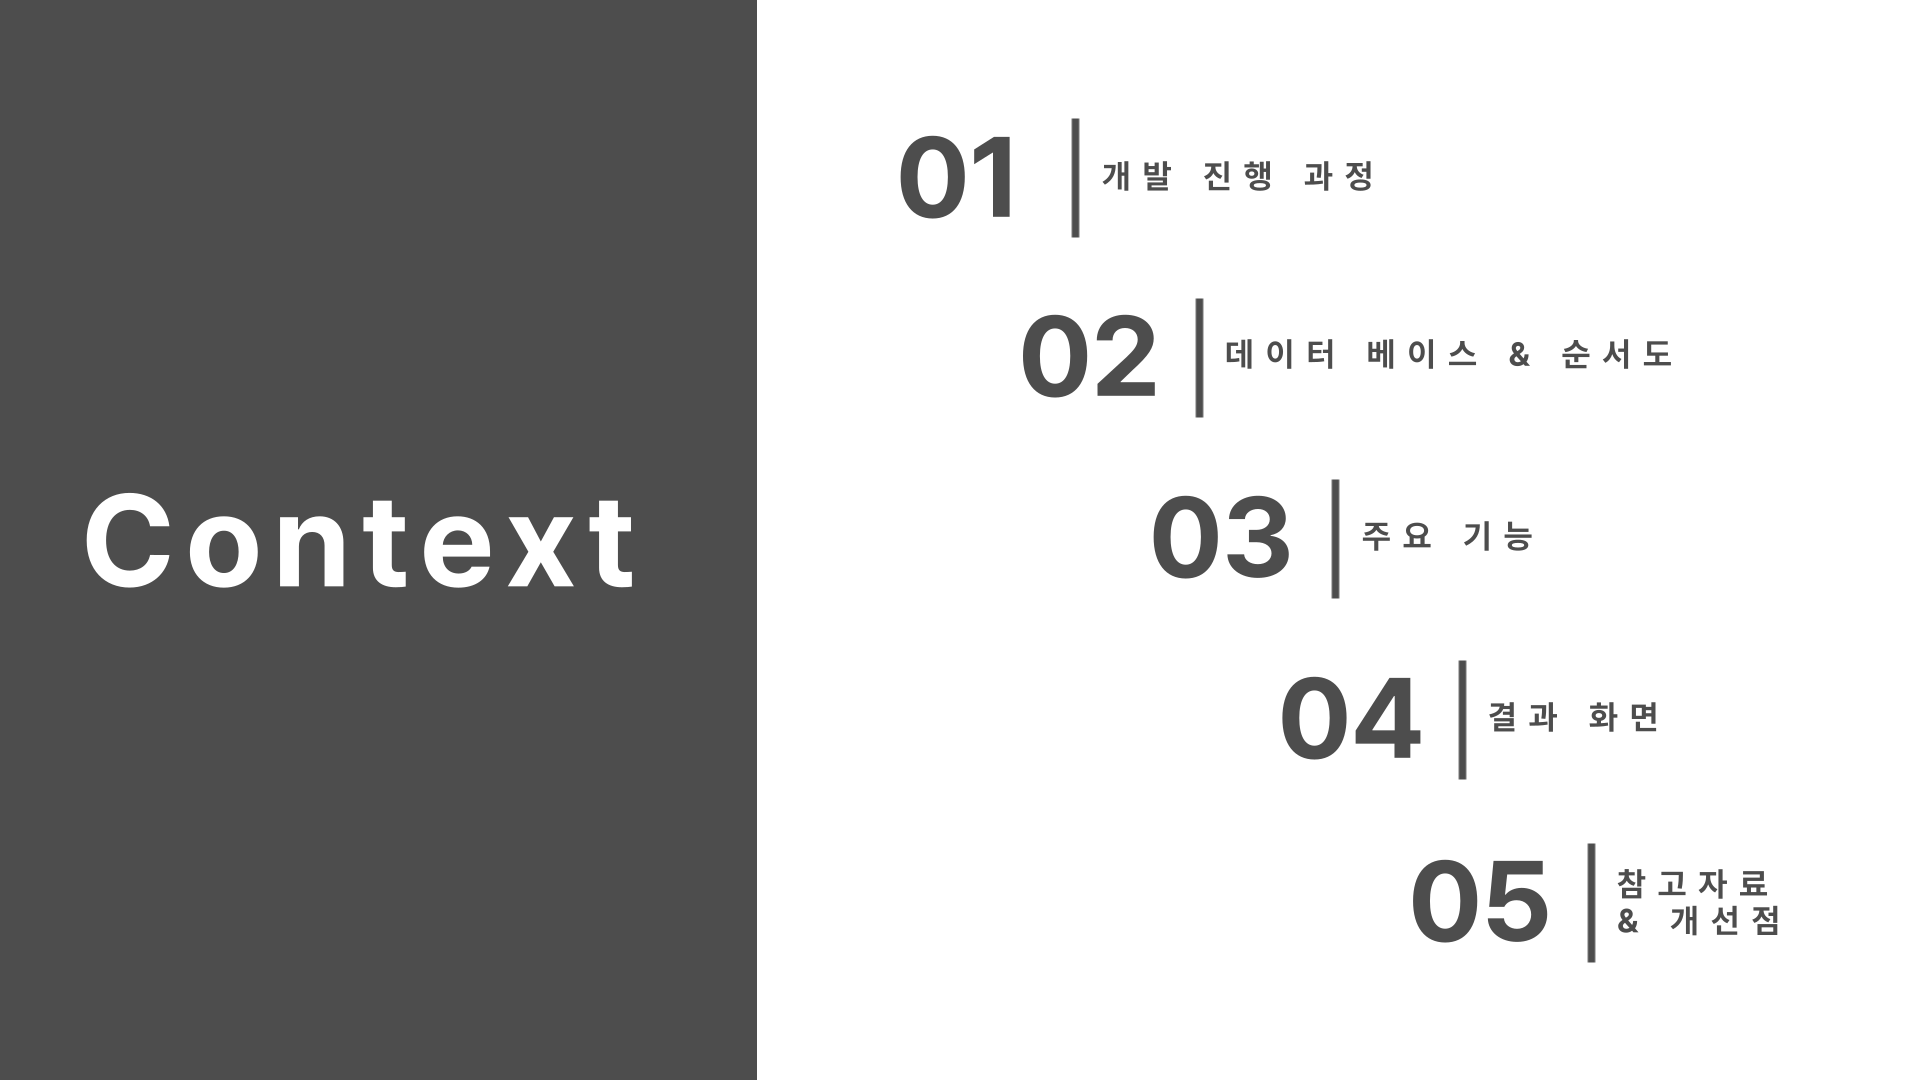 Context
01 개발 진행 과정
02 데이터 베이스 & 순서도
03 주요 기능
04 결과 화면
05 참고자료
& 개선점